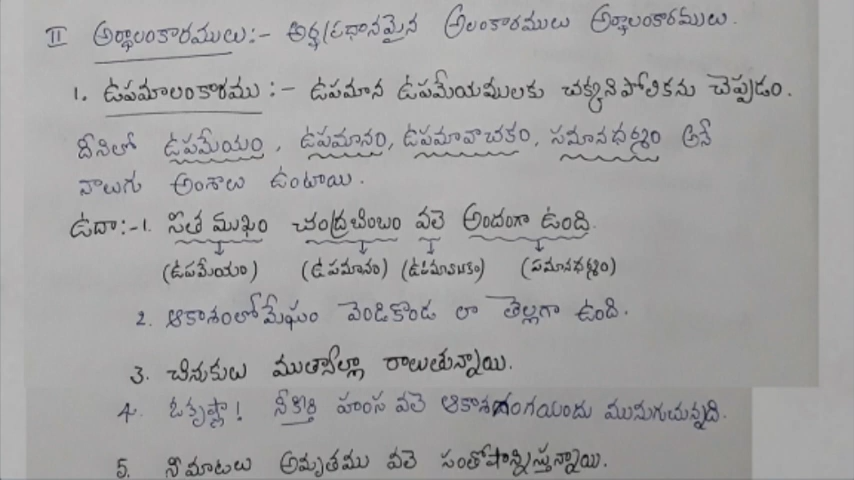 II అర్థాలంకారములు:- అర్థప్రధానమైన అలంకారములు అర్థాలంకారములు.
1. ఉపమాలంకారము :- ఉపమాన ఉపమేయములకు చక్కనిపోలికను చెప్పుడం.
దీనిలో ఉపమేయం, ఉపమానం, ఉపమావాచకం, సమానధర్మం అనే
నాలుగు అంశాలు ఉంటాయి.
ఉదా:-1. సీత ముఖం చంద్రబింబం వలె అందంగా ఉంది.
(ఉపమేయం) (ఉపమానం) (ఉపమావాచకం) (సమానధర్మం)
2. ఆకాశంలోమేఘం వెండికొండ లా తెల్లగా ఉంది.
3. చినుకులు ముత్యాల్లా రాలుతున్నాయి.
4. ఓకృష్ణా! నీకీర్తి హంస వలె ఆకాశగంగయందు మునుగుచున్నది.
5. నీమాటలు అమృతము వలె సంతోషాన్నిస్తున్నాయి.